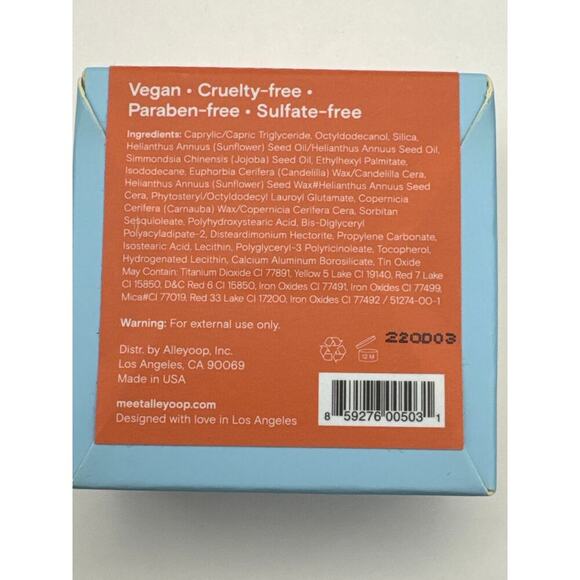 Vegan • Cruelty-free •
Paraben-free • Sulfate-free
Ingredients: Caprylic/Capric Triglyceride, Octyldodecanol, Silica,
Helianthus Annuus (Sunflower) Seed Oil/Helianthus Annuus Seed Oil,
Simmondsia Chinensis (Jojoba) Seed Oil, Ethylhexyl Palmitate,
Isododecane, Euphorbia Cerifera (Candelilla) Wax/Candelilla Cera,
Helianthus Annuus (Sunflower) Seed Wax#Helianthus Annuus Seed
Cera, Phytosteryl/Octyldodecyl Lauroyl Glutamate, Copernicia
Cerifera (Carnauba) Wax/Copernicia Cerifera Cera, Sorbitan
Sesquioleate, Polyhydroxystearic Acid, Bis-Diglyceryl
Polyacyladipate-2, Disteardimonium Hectorite, Propylene Carbonate,
Isostearic Acid, Lecithin, Polyglyceryl-3 Polyricinoleate, Tocopherol,
Hydrogenated Lecithin, Calcium Aluminum Borosilicate, Tin Oxide
May Contain: Titanium Dioxide CI 77891, Yellow 5 Lake CI 19140, Red 7 Lake
CI 15850, D&C Red 6 CI 15850, Iron Oxides CI 77491, Iron Oxides CI 77499,
Mica#CI 77019, Red 33 Lake CI 17200, Iron Oxides CI 77492 / 51274-00-1
Warning: For external use only.
220D03
12 M
Distr. by Alleyoop, Inc.
Los Angeles, CA 90069
Made in USA
meetalleyoop.com
Designed with love in Los Angeles
8 59276 00503 1